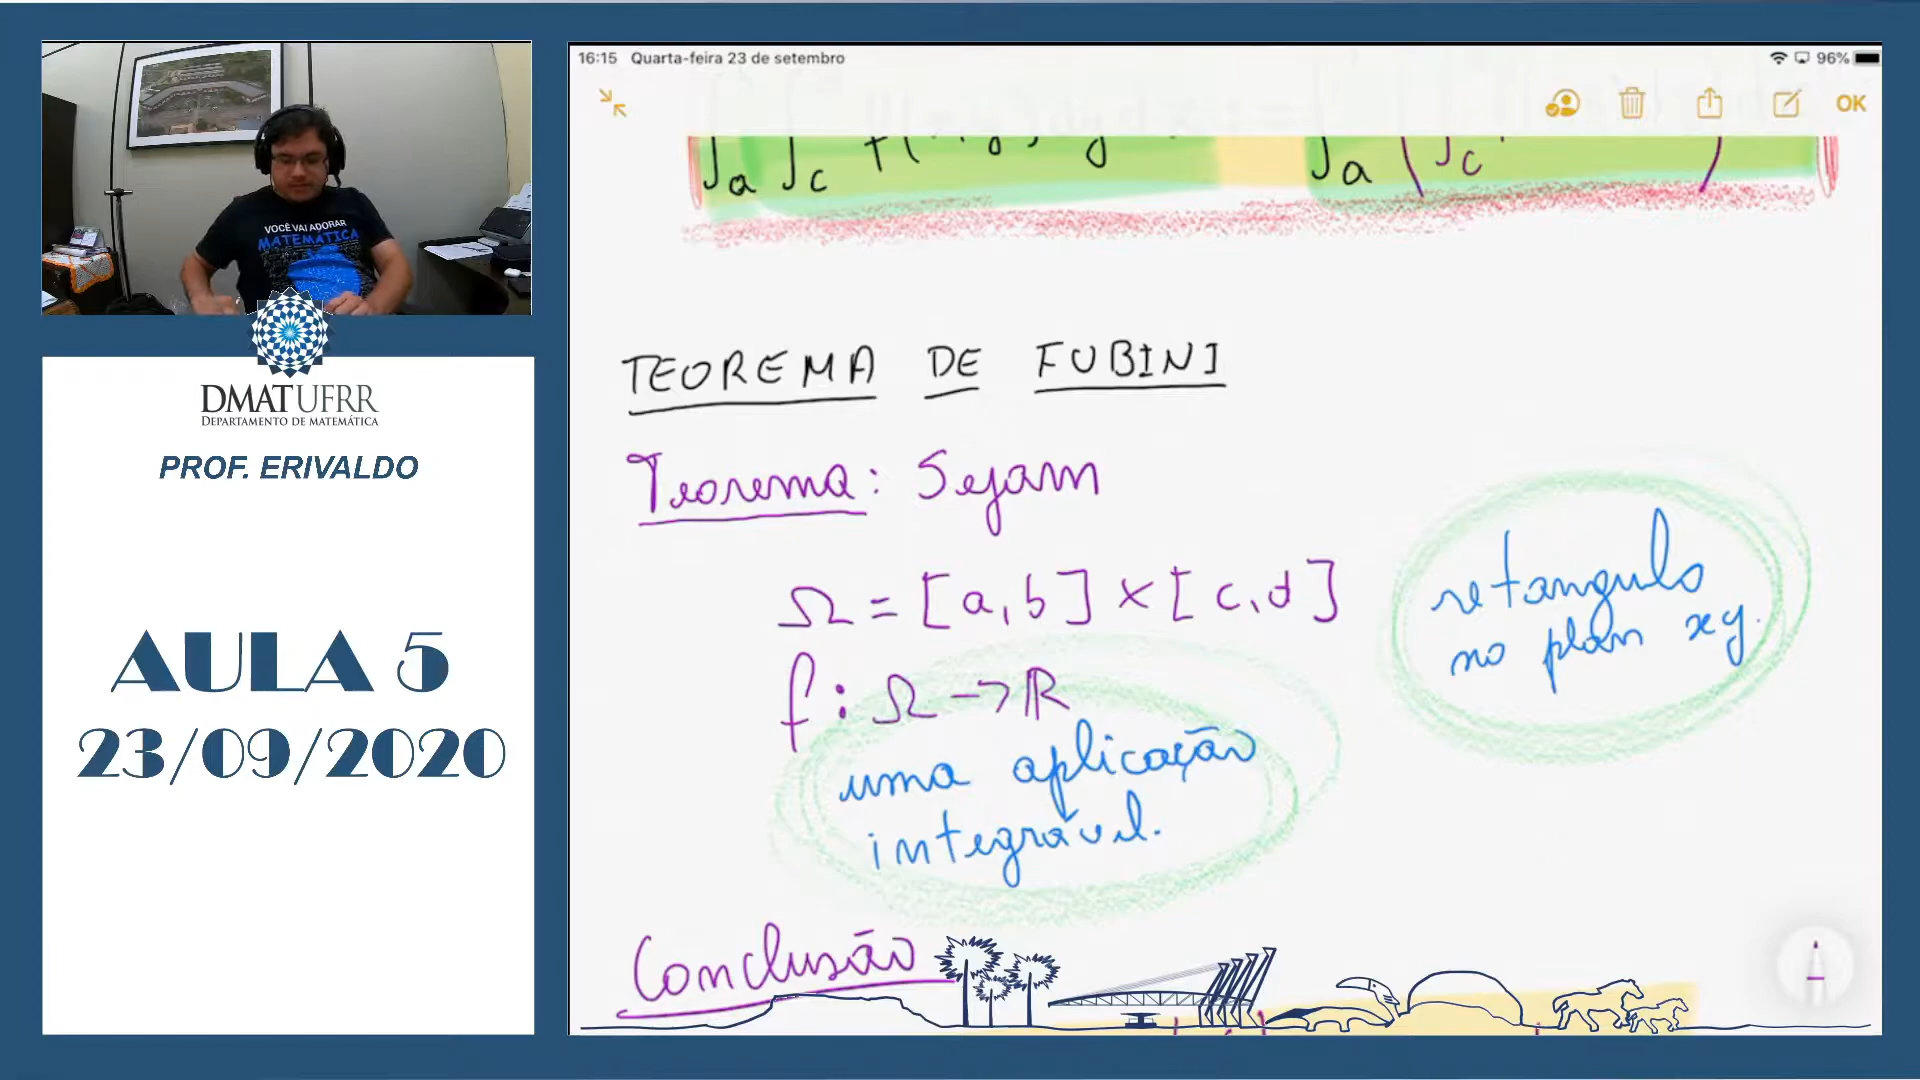 16:15 Quarta-feira 23 de setembro
96%
OK
VOCÊ VAI ADORAR
MATEMÁTICA
DMATUFRR
DEPARTAMENTO DE MATEMÁTICA
PROF. ERIVALDO
AULA 5
23/09/2020
∫a ∫c
∫a (∫c )
TEOREMA DE FUBINI
Teorema: Sejam
Ω = [a,b] × [c,d]
retangulo
no plan xy.
f: Ω → ℝ
uma aplicação
integrável.
Conclusão